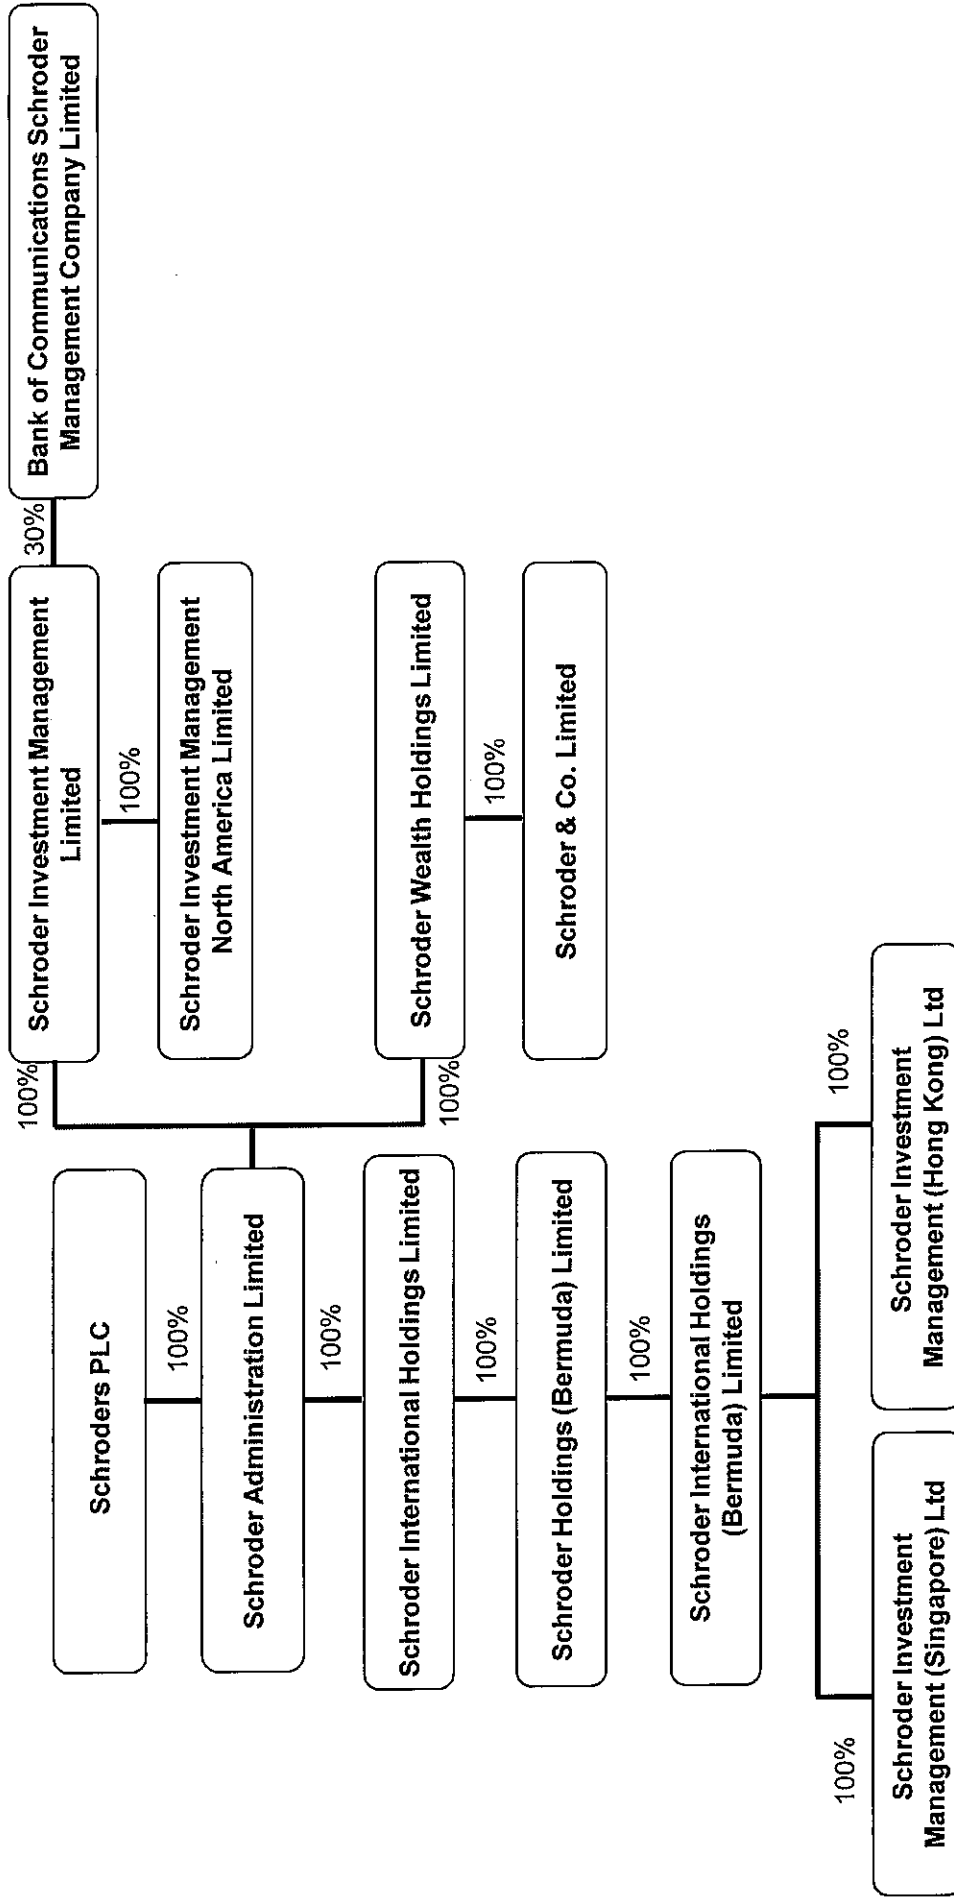 Schroders PLC
100%
Schroder Administration Limited
100%
Schroder International Holdings Limited
100%
Schroder Holdings (Bermuda) Limited
100%
Schroder International Holdings
(Bermuda) Limited
100%
Schroder Investment
Management (Singapore) Ltd
100%
Schroder Investment
Management (Hong Kong) Ltd
100%
Schroder Investment Management
Limited
30%
Bank of Communications Schroder
Management Company Limited
100%
Schroder Investment Management
North America Limited
100%
Schroder Wealth Holdings Limited
100%
Schroder & Co. Limited